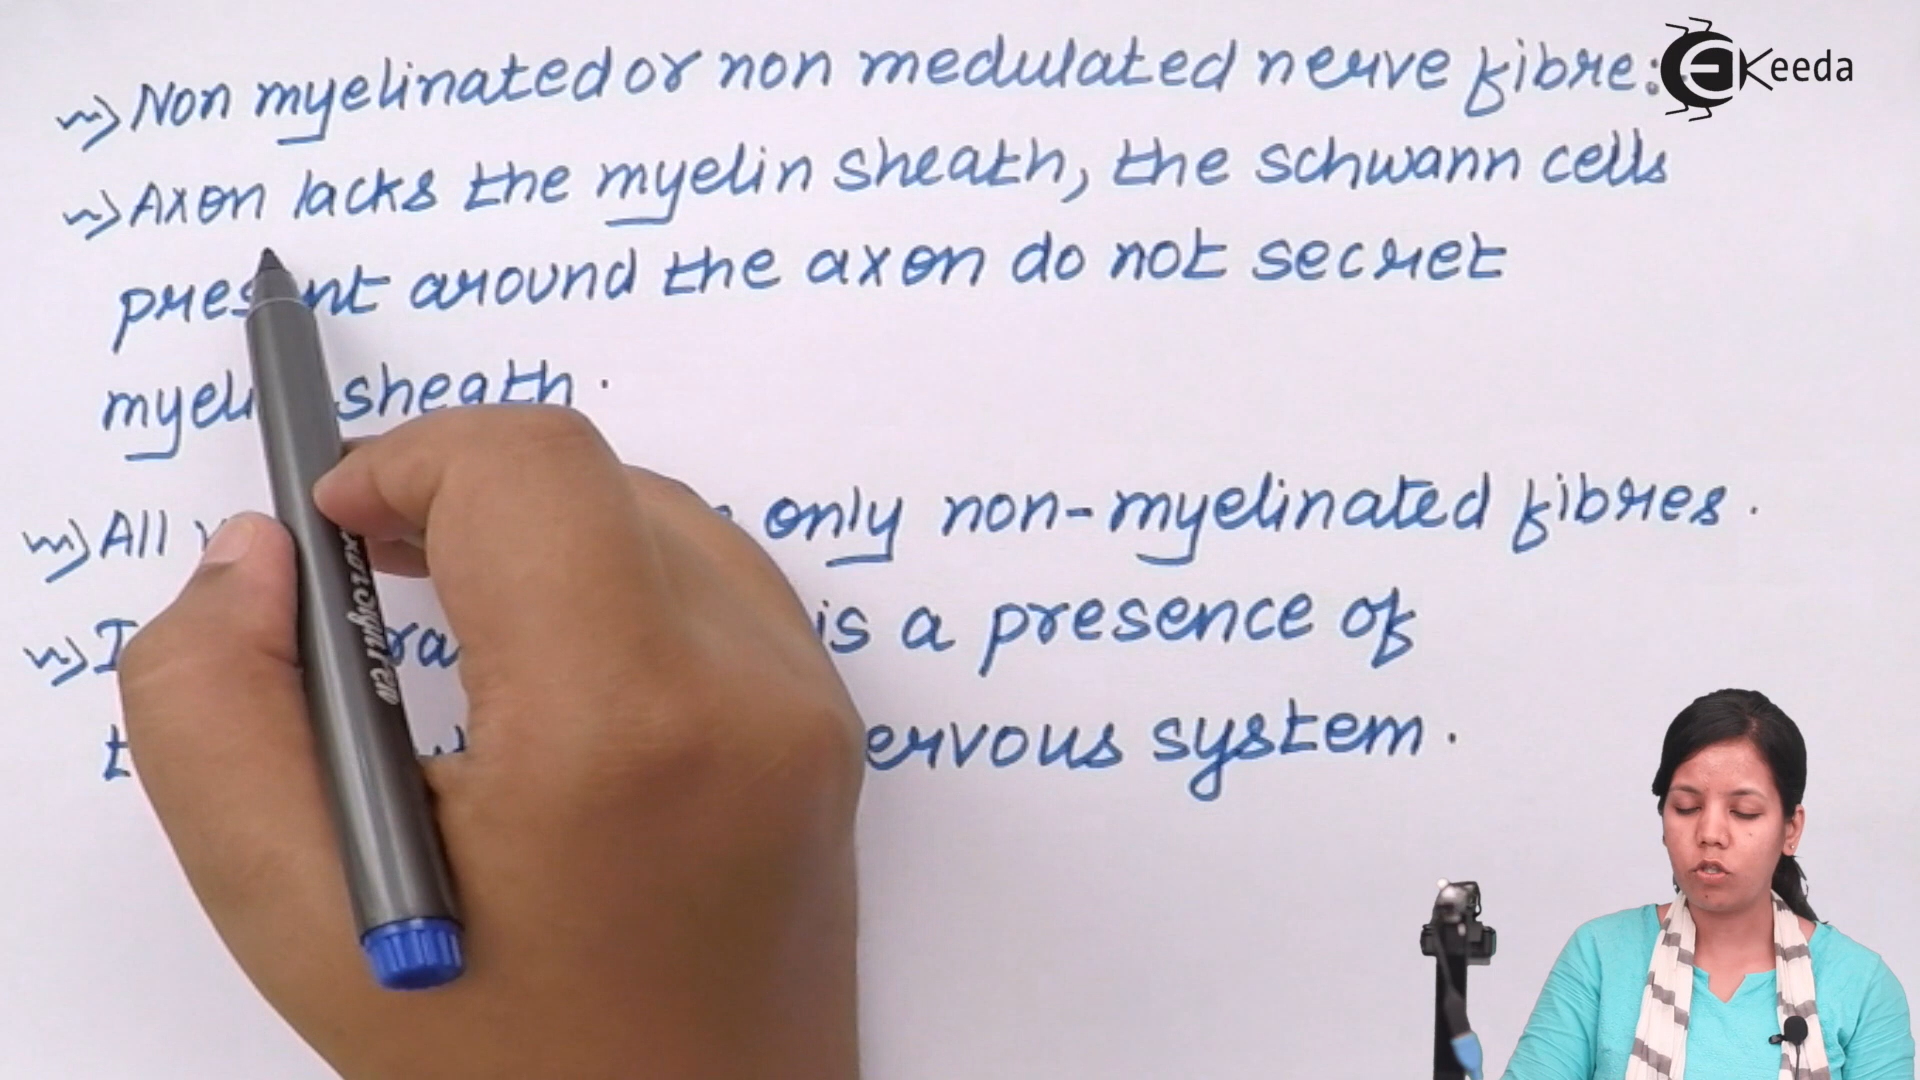 Non myelinated or non medulated nerve fibre:-
Keeda
Axon lacks the myelin sheath, the schwann cells
present around the axon do not secret
myelin sheath.
All only non-myelinated fibres.
is a presence of
system.